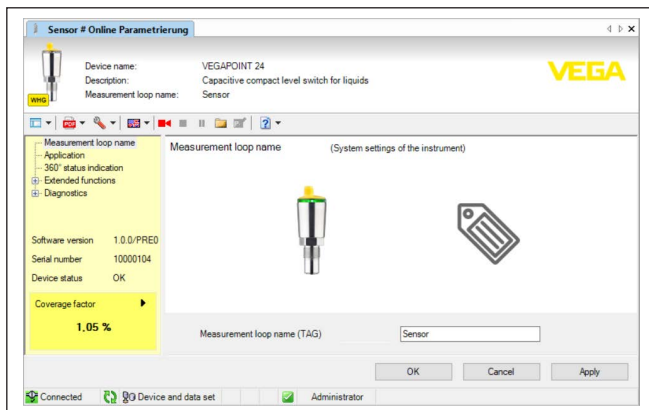 Sensor # Online Parametrierung
Device name: VEGAPOINT 24
Description: Capacitive compact level switch for liquids
Measurement loop name: Sensor
VEGA
WHG
PDF
Measurement loop name
Application
360° status indication
Extended functions
Diagnostics
Software version 1.0.0/PRE0
Serial number 10000104
Device status OK
Coverage factor
1,05 %
Measurement loop name (System settings of the instrument)
Measurement loop name (TAG) Sensor
OK Cancel Apply
Connected Device and data set Administrator